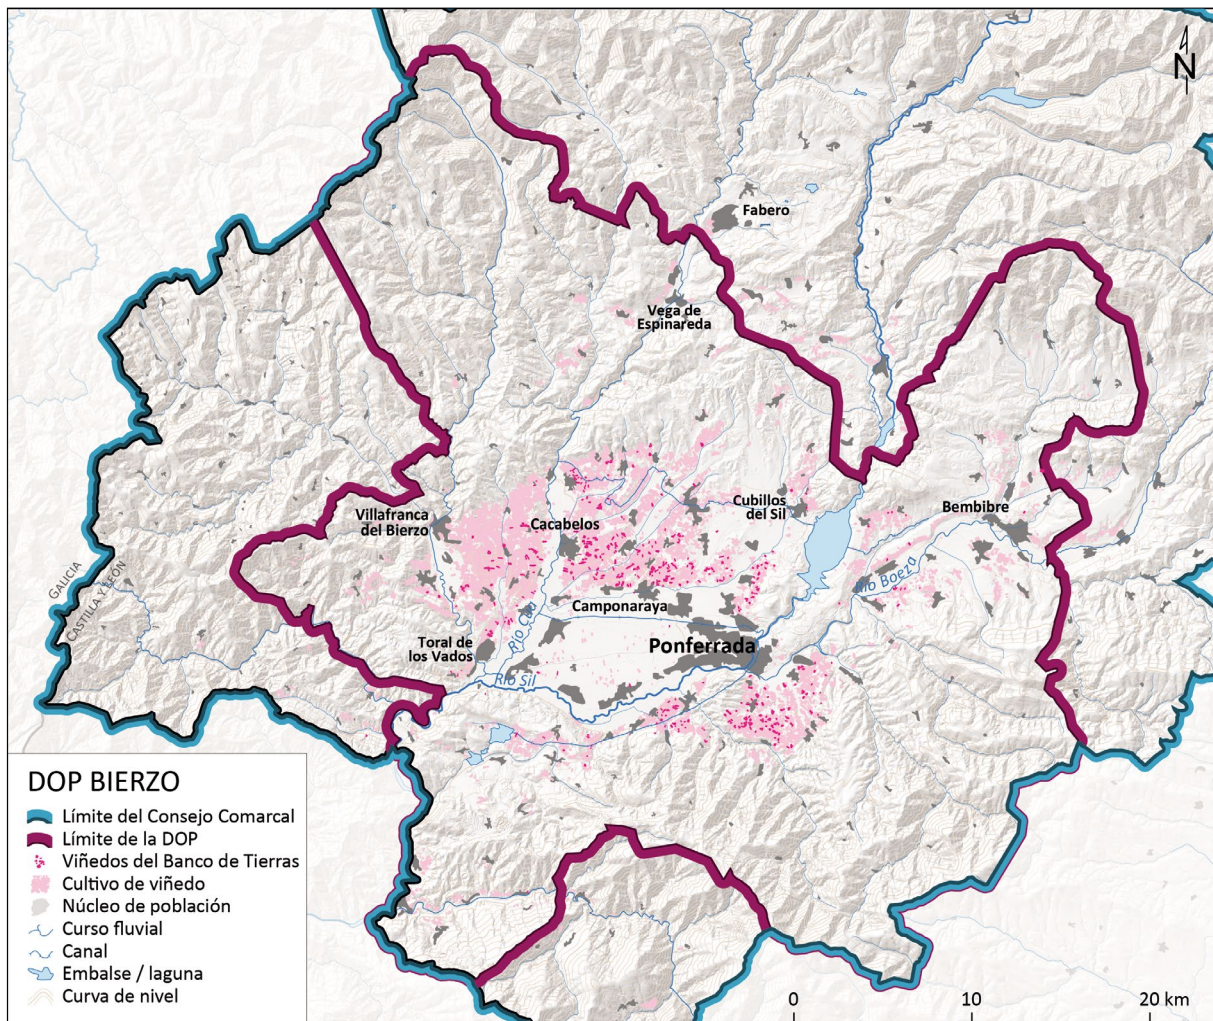 N
Fabero
Vega de
Espinareda
Villafranca
del Bierzo
Cacabelos
Cubillos
del Sil
Bembibre
GALICIA
CASTILLA Y LEÓN
Río Boeza
Camponaraya
Río Cúa
Toral de
los Vados
Ponferrada
Río Sil
DOP BIERZO
Límite del Consejo Comarcal
Límite de la DOP
Viñedos del Banco de Tierras
Cultivo de viñedo
Núcleo de población
Curso fluvial
Canal
Embalse / laguna
Curva de nivel
0 10 20 km